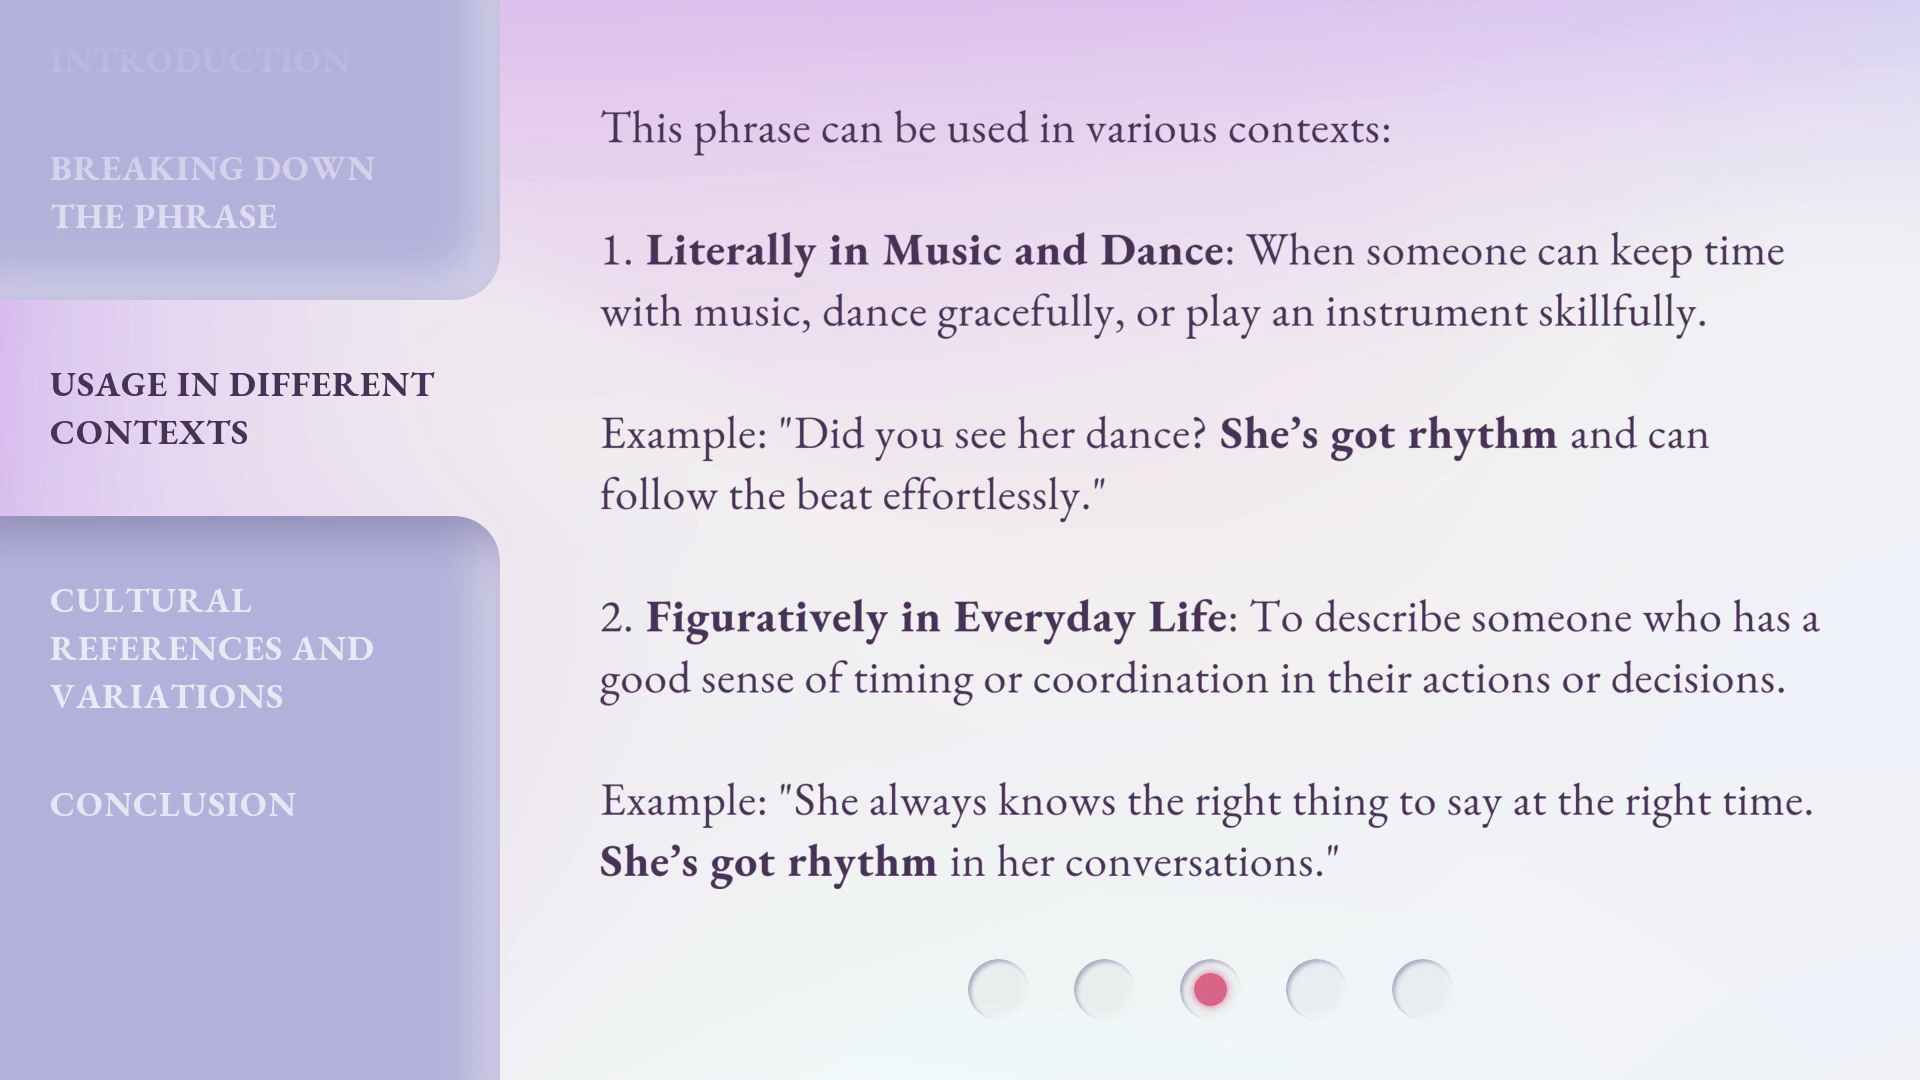 INTRODUCTION
BREAKING DOWN
THE PHRASE
USAGE IN DIFFERENT
CONTEXTS
CULTURAL
REFERENCES AND
VARIATIONS
CONCLUSION
This phrase can be used in various contexts:
1. Literally in Music and Dance: When someone can keep time
with music, dance gracefully, or play an instrument skillfully.
Example: "Did you see her dance? She’s got rhythm and can
follow the beat effortlessly."
2. Figuratively in Everyday Life: To describe someone who has a
good sense of timing or coordination in their actions or decisions.
Example: "She always knows the right thing to say at the right time.
She’s got rhythm in her conversations."